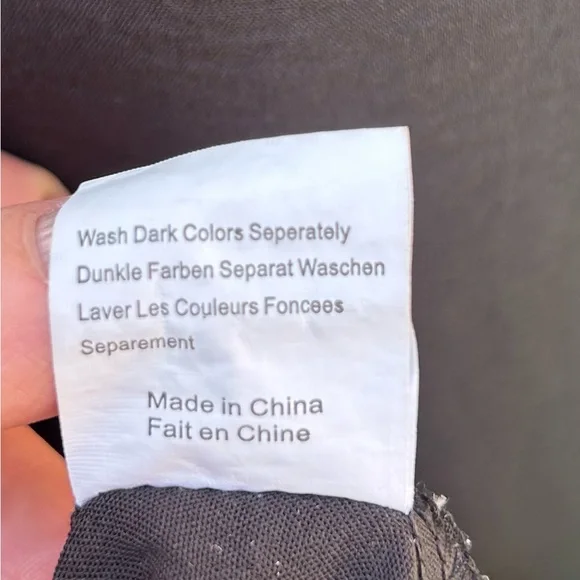 Wash Dark Colors Seperately
Dunkle Farben Separat Waschen
Laver Les Couleurs Foncees
Separement
Made in China
Fait en Chine